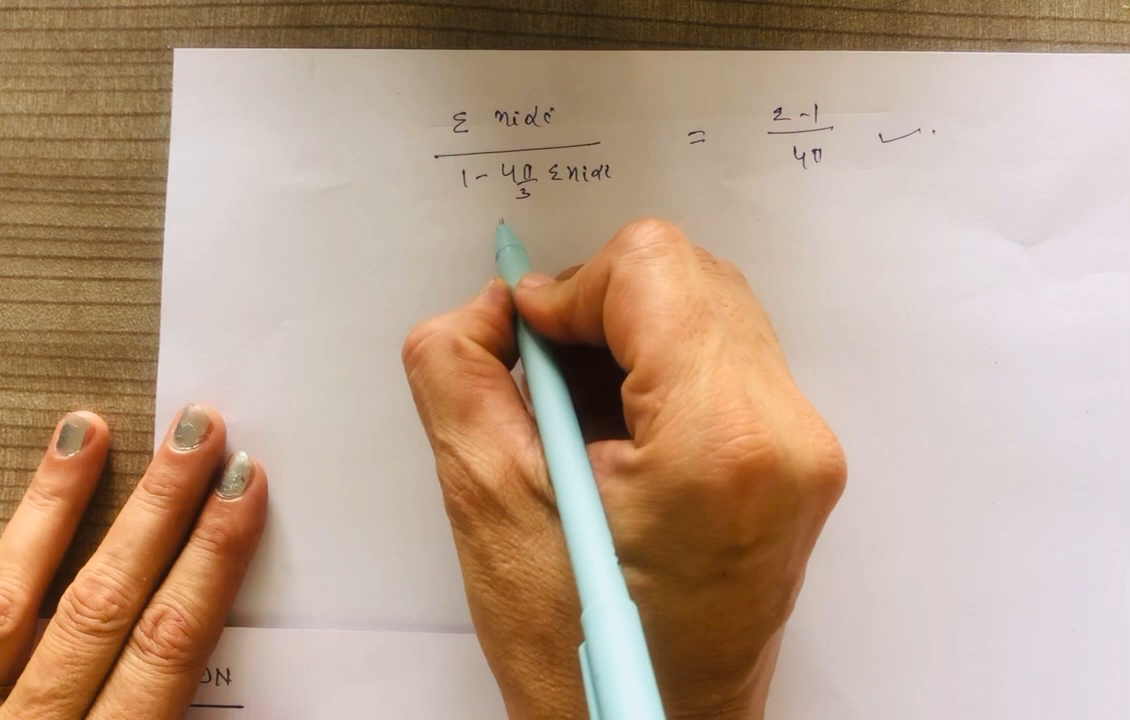 Σ niαi = ε-1 ✓.
1 - 4π/3 Σniαi 4π
ON